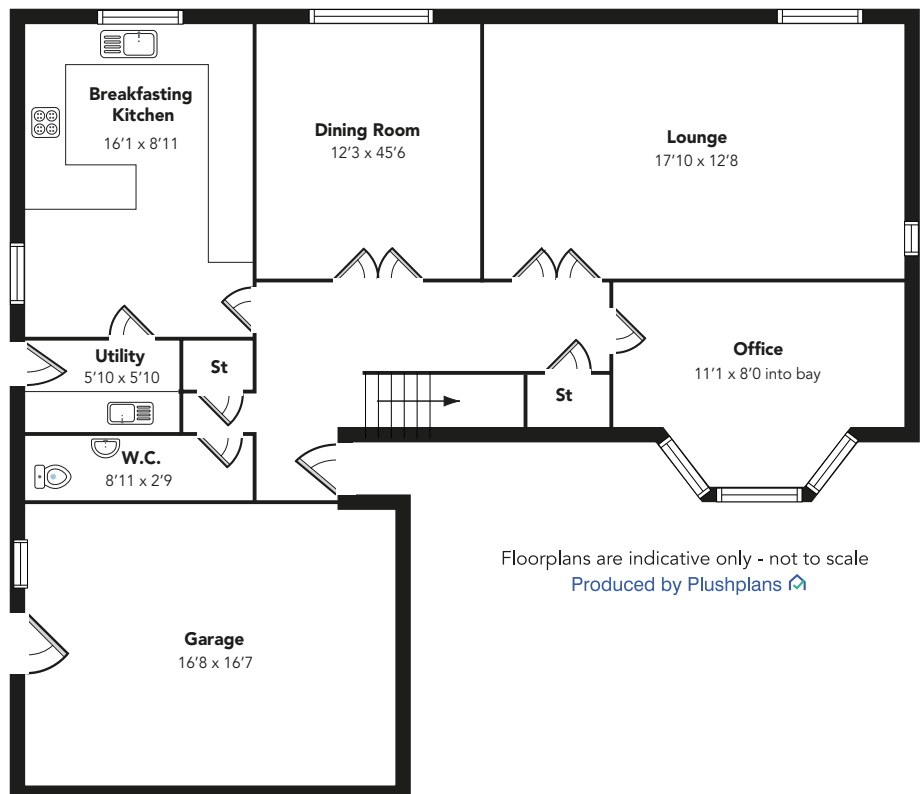 Breakfasting
Kitchen
16'1 x 8'11
Dining Room
12'3 x 45'6
Lounge
17'10 x 12'8
Utility
5'10 x 5'10
St
Office
11'1 x 8'0 into bay
St
W.C.
8'11 x 2'9
Floorplans are indicative only - not to scale
Produced by Plushplans
Garage
16'8 x 16'7